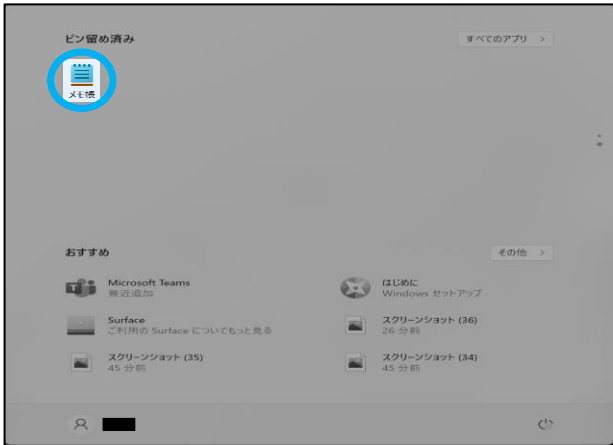 ピン留め済み
すべてのアプリ >
メモ帳
おすすめ
その他 >
Microsoft Teams
最近追加
はじめに
Windows セットアップ
Surface
ご利用の Surface についてもっと見る
スクリーンショット (36)
26 分前
スクリーンショット (35)
45 分前
スクリーンショット (34)
45 分前